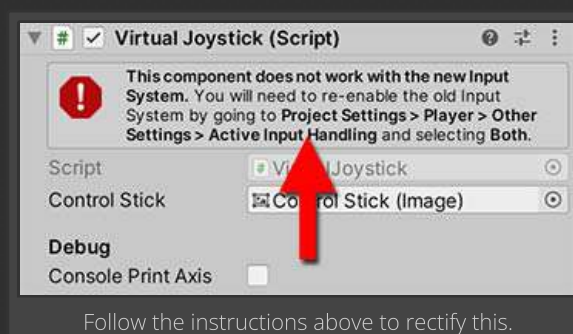 Virtual Joystick (Script)
This component does not work with the new Input
System. You will need to re-enable the old Input
System by going to Project Settings > Player > Other
Settings > Active Input Handling and selecting Both.
Script Joystick
Control Stick Control Stick (Image)
Debug
Console Print Axis
Follow the instructions above to rectify this.